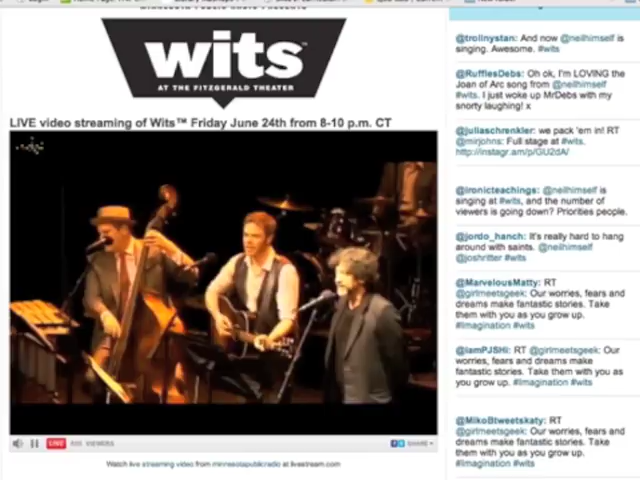 MINNESOTA PUBLIC RADIO PRESENTS
wits™
AT THE FITZGERALD THEATER
LIVE video streaming of Wits™ Friday June 24th from 8-10 p.m. CT
LIVE
VIEWERS
SHARE
Watch live streaming video from minnesotapublicradio at livestream.com
@trollnystan: And now @neilhimself is
singing. Awesome. #wits
@RufflesDebs: Oh ok, I'm LOVING the
Joan of Arc song from @neilhimself
#wits. I just woke up MrDebs with my
snorty laughing! x
@juliaschrenkler: we pack 'em in! RT
@mirjohns: Full stage at #wits.
http://instagr.am/p/GU2dA/
@ironicteachings: @neilhimself is
singing at #wits, and the number of
viewers is going down? Priorities people.
@jordo_hanch: It's really hard to hang
around with saints. @neilhimself
@joshritter #wits
@MarvelousMatty: RT
@girlmeetsgeek: Our worries, fears and
dreams make fantastic stories. Take
them with you as you grow up.
#Imagination #wits
@IamPJSHi: RT @girlmeetsgeek: Our
worries, fears and dreams make
fantastic stories. Take them with you as
you grow up. #Imagination #wits
@MikoBtweetskaty: RT
@girlmeetsgeek: Our worries, fears and
dreams make fantastic stories. Take
them with you as you grow up.
#Imagination #wits